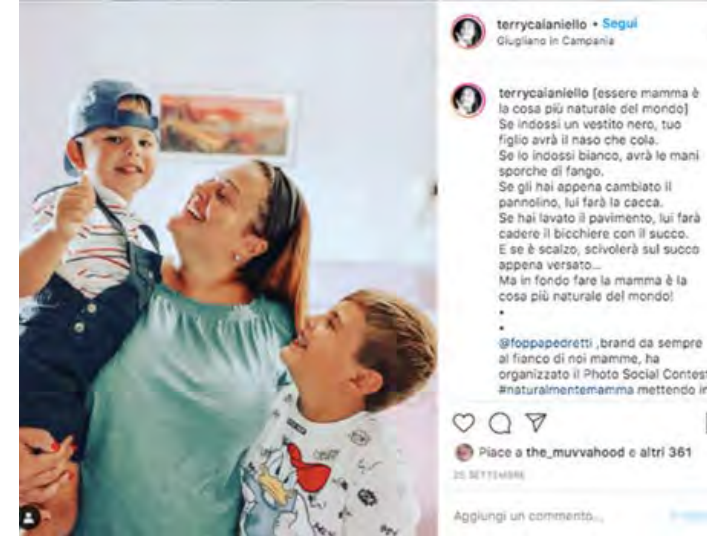 terrycaianiello • Segui
Giugliano in Campania
terrycaianiello [essere mamma è
la cosa più naturale del mondo]
Se indossi un vestito nero, tuo
figlio avrà il naso che cola.
Se lo indossi bianco, avrà le mani
sporche di fango.
Se gli hai appena cambiato il
pannolino, lui farà la cacca.
Se hai lavato il pavimento, lui farà
cadere il bicchiere con il succo.
E se è scalzo, scivolerà sul succo
appena versato...
Ma in fondo fare la mamma è la
cosa più naturale del mondo!
•
•
@foppapedretti ,brand da sempre
al fianco di noi mamme, ha
organizzato il Photo Social Contest
#naturalmentemamma mettendo in
Piace a the_muvvahood e altri 361
25 SETTEMBRE
Aggiungi un commento...